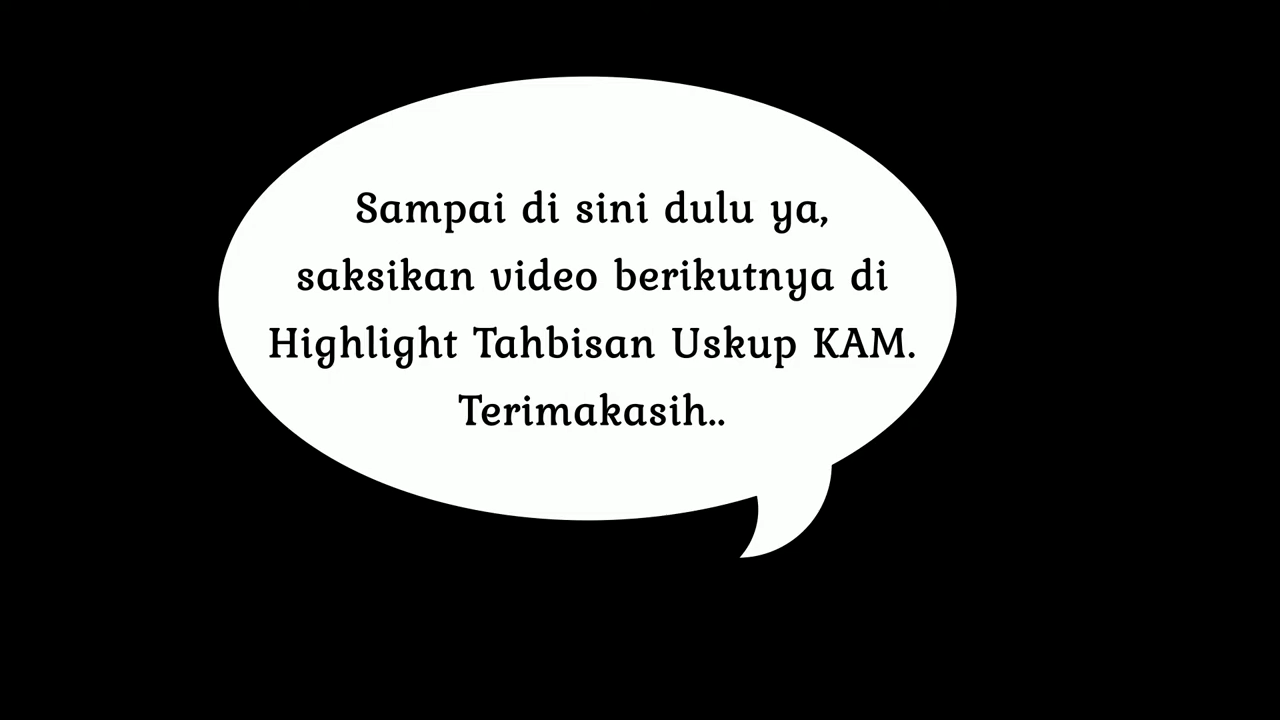 Sampai di sini dulu ya,
saksikan video berikutnya di
Highlight Tahbisan Uskup KAM.
Terimakasih..